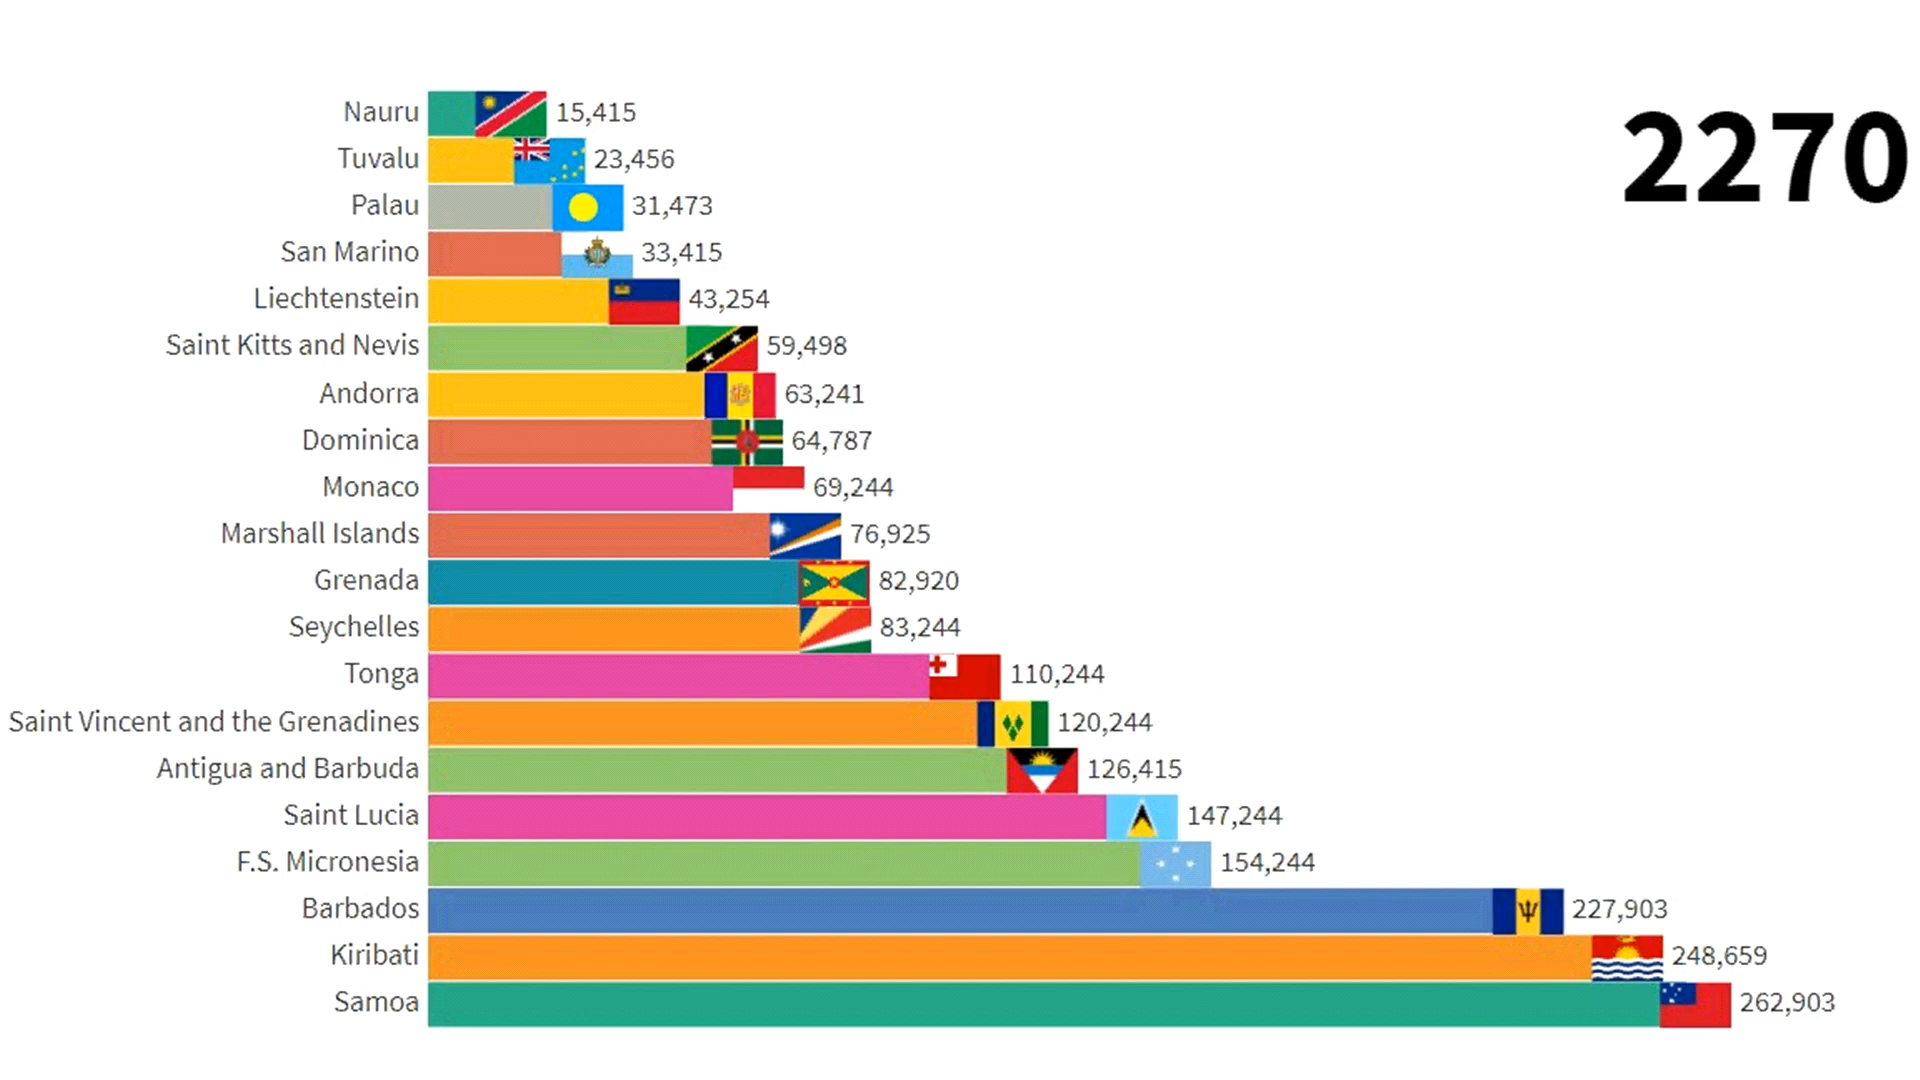 2270
Nauru 15,415
Tuvalu 23,456
Palau 31,473
San Marino 33,415
Liechtenstein 43,254
Saint Kitts and Nevis 59,498
Andorra 63,241
Dominica 64,787
Monaco 69,244
Marshall Islands 76,925
Grenada 82,920
Seychelles 83,244
Tonga 110,244
Saint Vincent and the Grenadines 120,244
Antigua and Barbuda 126,415
Saint Lucia 147,244
F.S. Micronesia 154,244
Barbados 227,903
Kiribati 248,659
Samoa 262,903